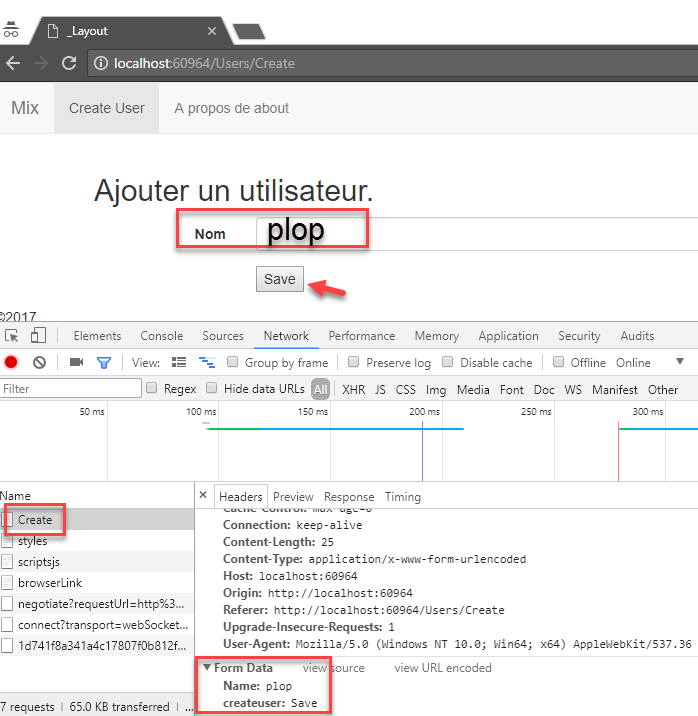 _Layout
localhost:60964/Users/Create
Mix Create User A propos de about
Ajouter un utilisateur.
Nom plop
Save
©2017
Elements Console Sources Network Performance Memory Application Security Audits
View: Group by frame Preserve log Disable cache Offline Online
Filter Regex Hide data URLs All XHR JS CSS Img Media Font Doc WS Manifest Other
50 ms 100 ms 150 ms 200 ms 250 ms 300 ms
Name Headers Preview Response Timing
Cache-Control: max-age=0
Create Connection: keep-alive
Content-Length: 25
styles Content-Type: application/x-www-form-urlencoded
scriptsjs Host: localhost:60964
browserLink Origin: http://localhost:60964
negotiate?requestUrl=http%3... Referer: http://localhost:60964/Users/Create
connect?transport=webSocket... Upgrade-Insecure-Requests: 1
1d741f8a341a4c17807f0b812f... User-Agent: Mozilla/5.0 (Windows NT 10.0; Win64; x64) AppleWebKit/537.36
Form Data view source view URL encoded
Name: plop
7 requests | 65.0 KB transferred | ... createuser: Save